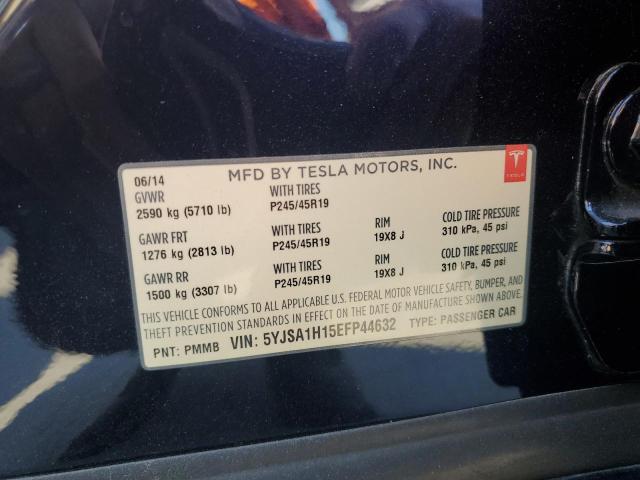 06/14 MFD BY TESLA MOTORS, INC. TESLA
GVWR WITH TIRES
2590 kg (5710 lb) P245/45R19
GAWR FRT WITH TIRES RIM COLD TIRE PRESSURE
1276 kg (2813 lb) P245/45R19 19X8 J 310 kPa, 45 psi
GAWR RR WITH TIRES RIM COLD TIRE PRESSURE
1500 kg (3307 lb) P245/45R19 19X8 J 310 kPa, 45 psi
THIS VEHICLE CONFORMS TO ALL APPLICABLE U.S. FEDERAL MOTOR VEHICLE SAFETY, BUMPER, AND
THEFT PREVENTION STANDARDS IN EFFECT ON THE DATE OF MANUFACTURE SHOWN ABOVE.
PNT: PMMB VIN: 5YJSA1H15EFP44632 TYPE: PASSENGER CAR